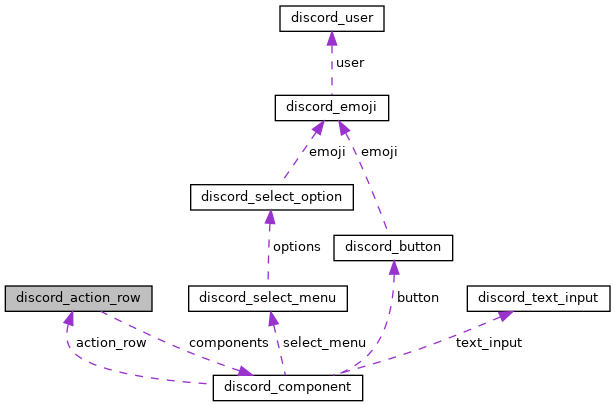 discord_user
user
discord_emoji
emoji
emoji
discord_select_option
options
discord_button
discord_action_row
discord_select_menu
button
discord_text_input
action_row
components
select_menu
text_input
discord_component